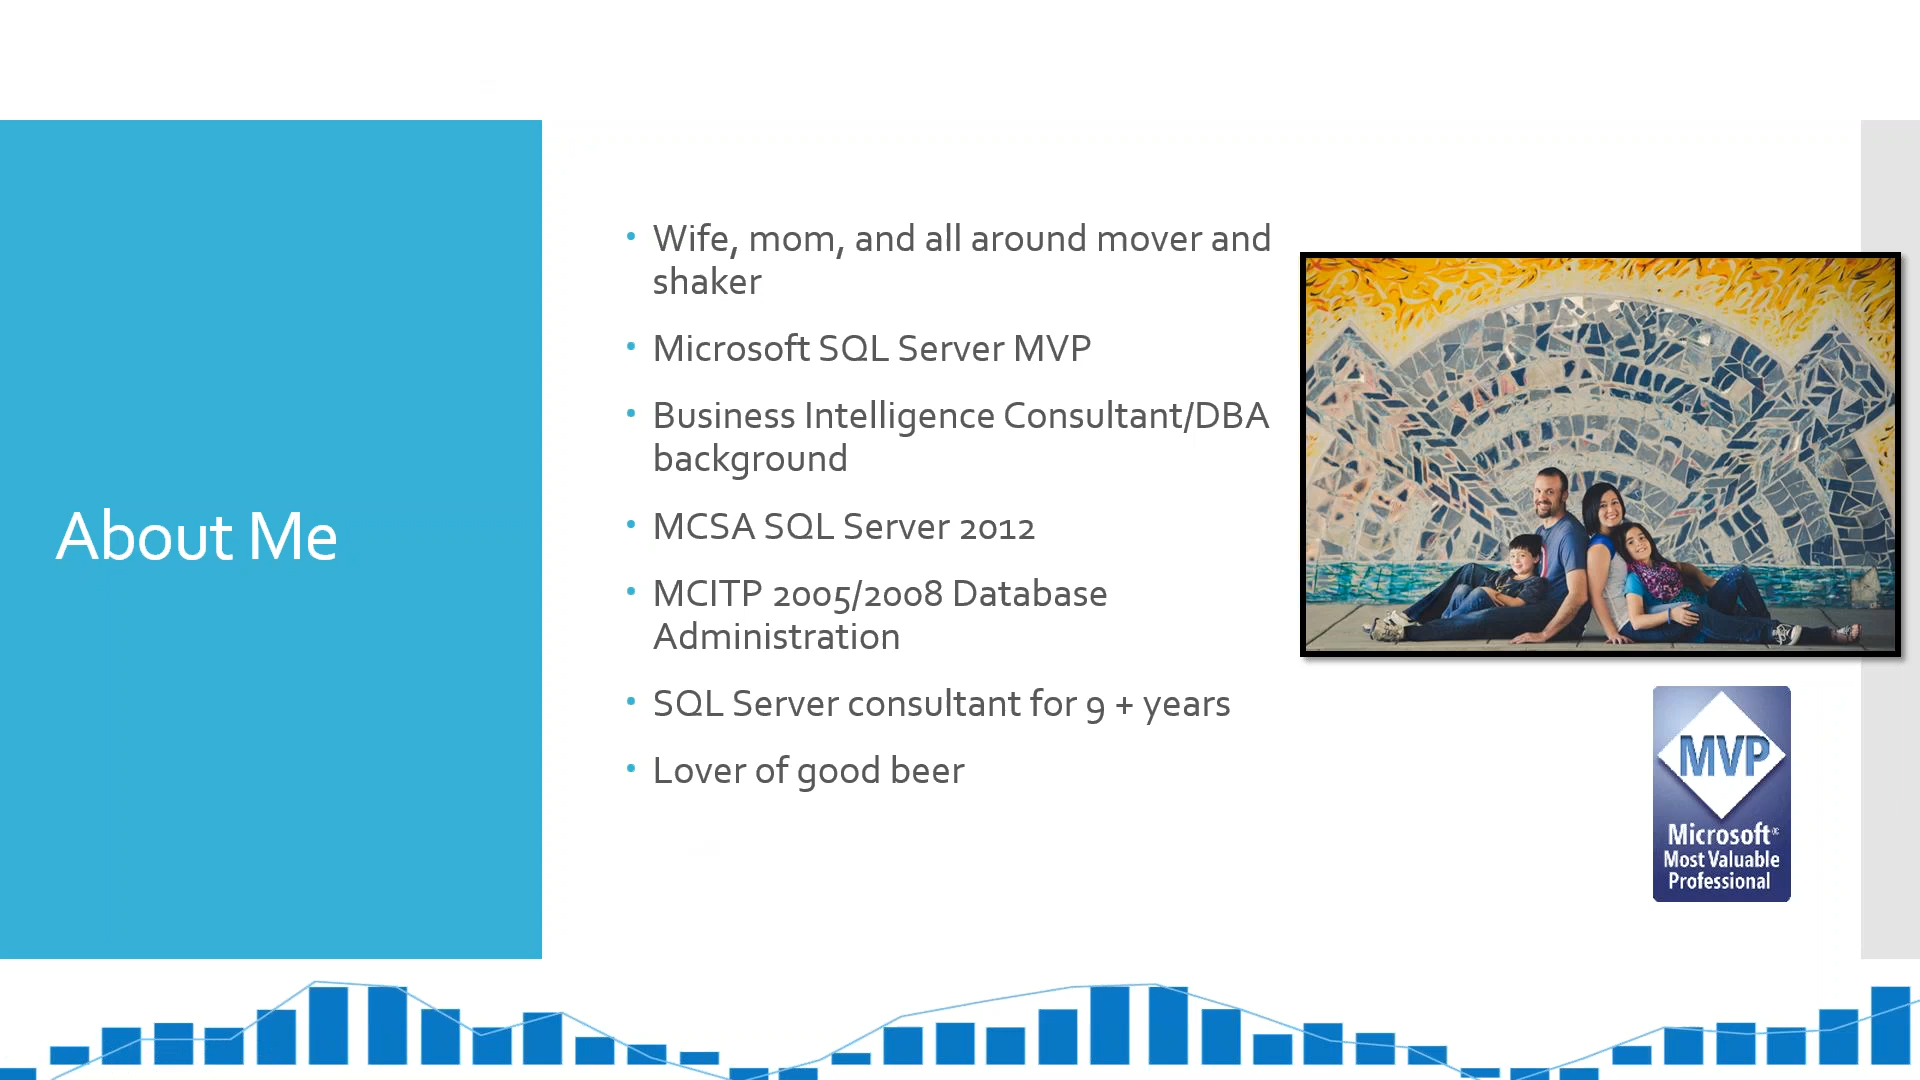 About Me
Wife, mom, and all around mover and
shaker
Microsoft SQL Server MVP
Business Intelligence Consultant/DBA
background
MCSA SQL Server 2012
MCITP 2005/2008 Database
Administration
SQL Server consultant for 9 + years
Lover of good beer
MVP
Microsoft®
Most Valuable
Professional